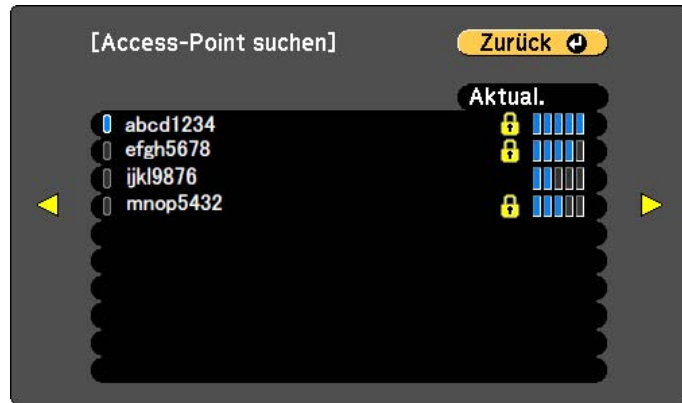 [Access-Point suchen]
Zurück
Aktual.
abcd1234
efgh5678
ijkl9876
mnop5432